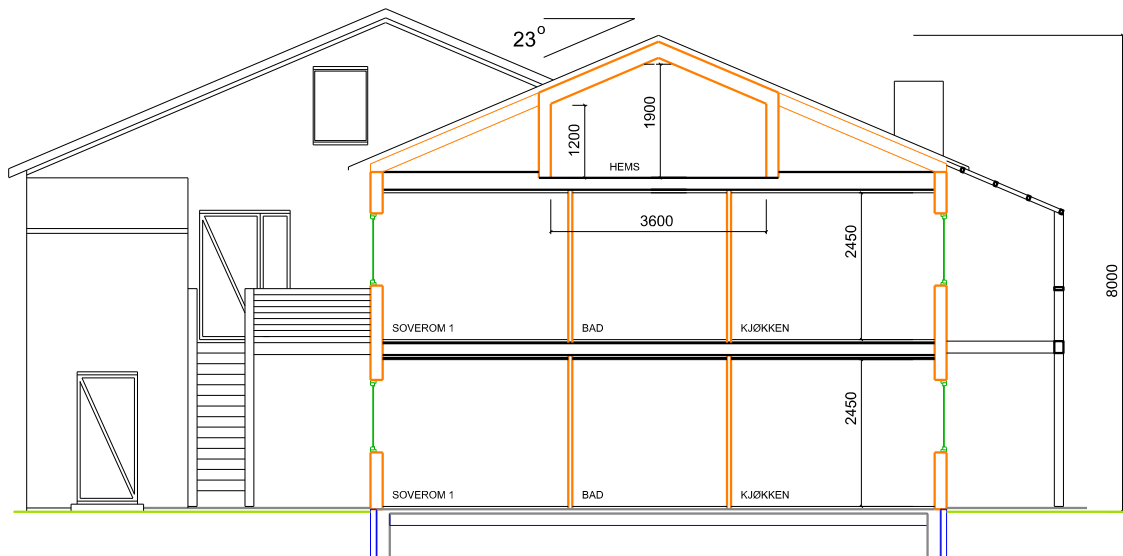 23°
1200
1900
HEMS
3600
2450
8000
SOVEROM 1
BAD
KJØKKEN
2450
SOVEROM 1
BAD
KJØKKEN